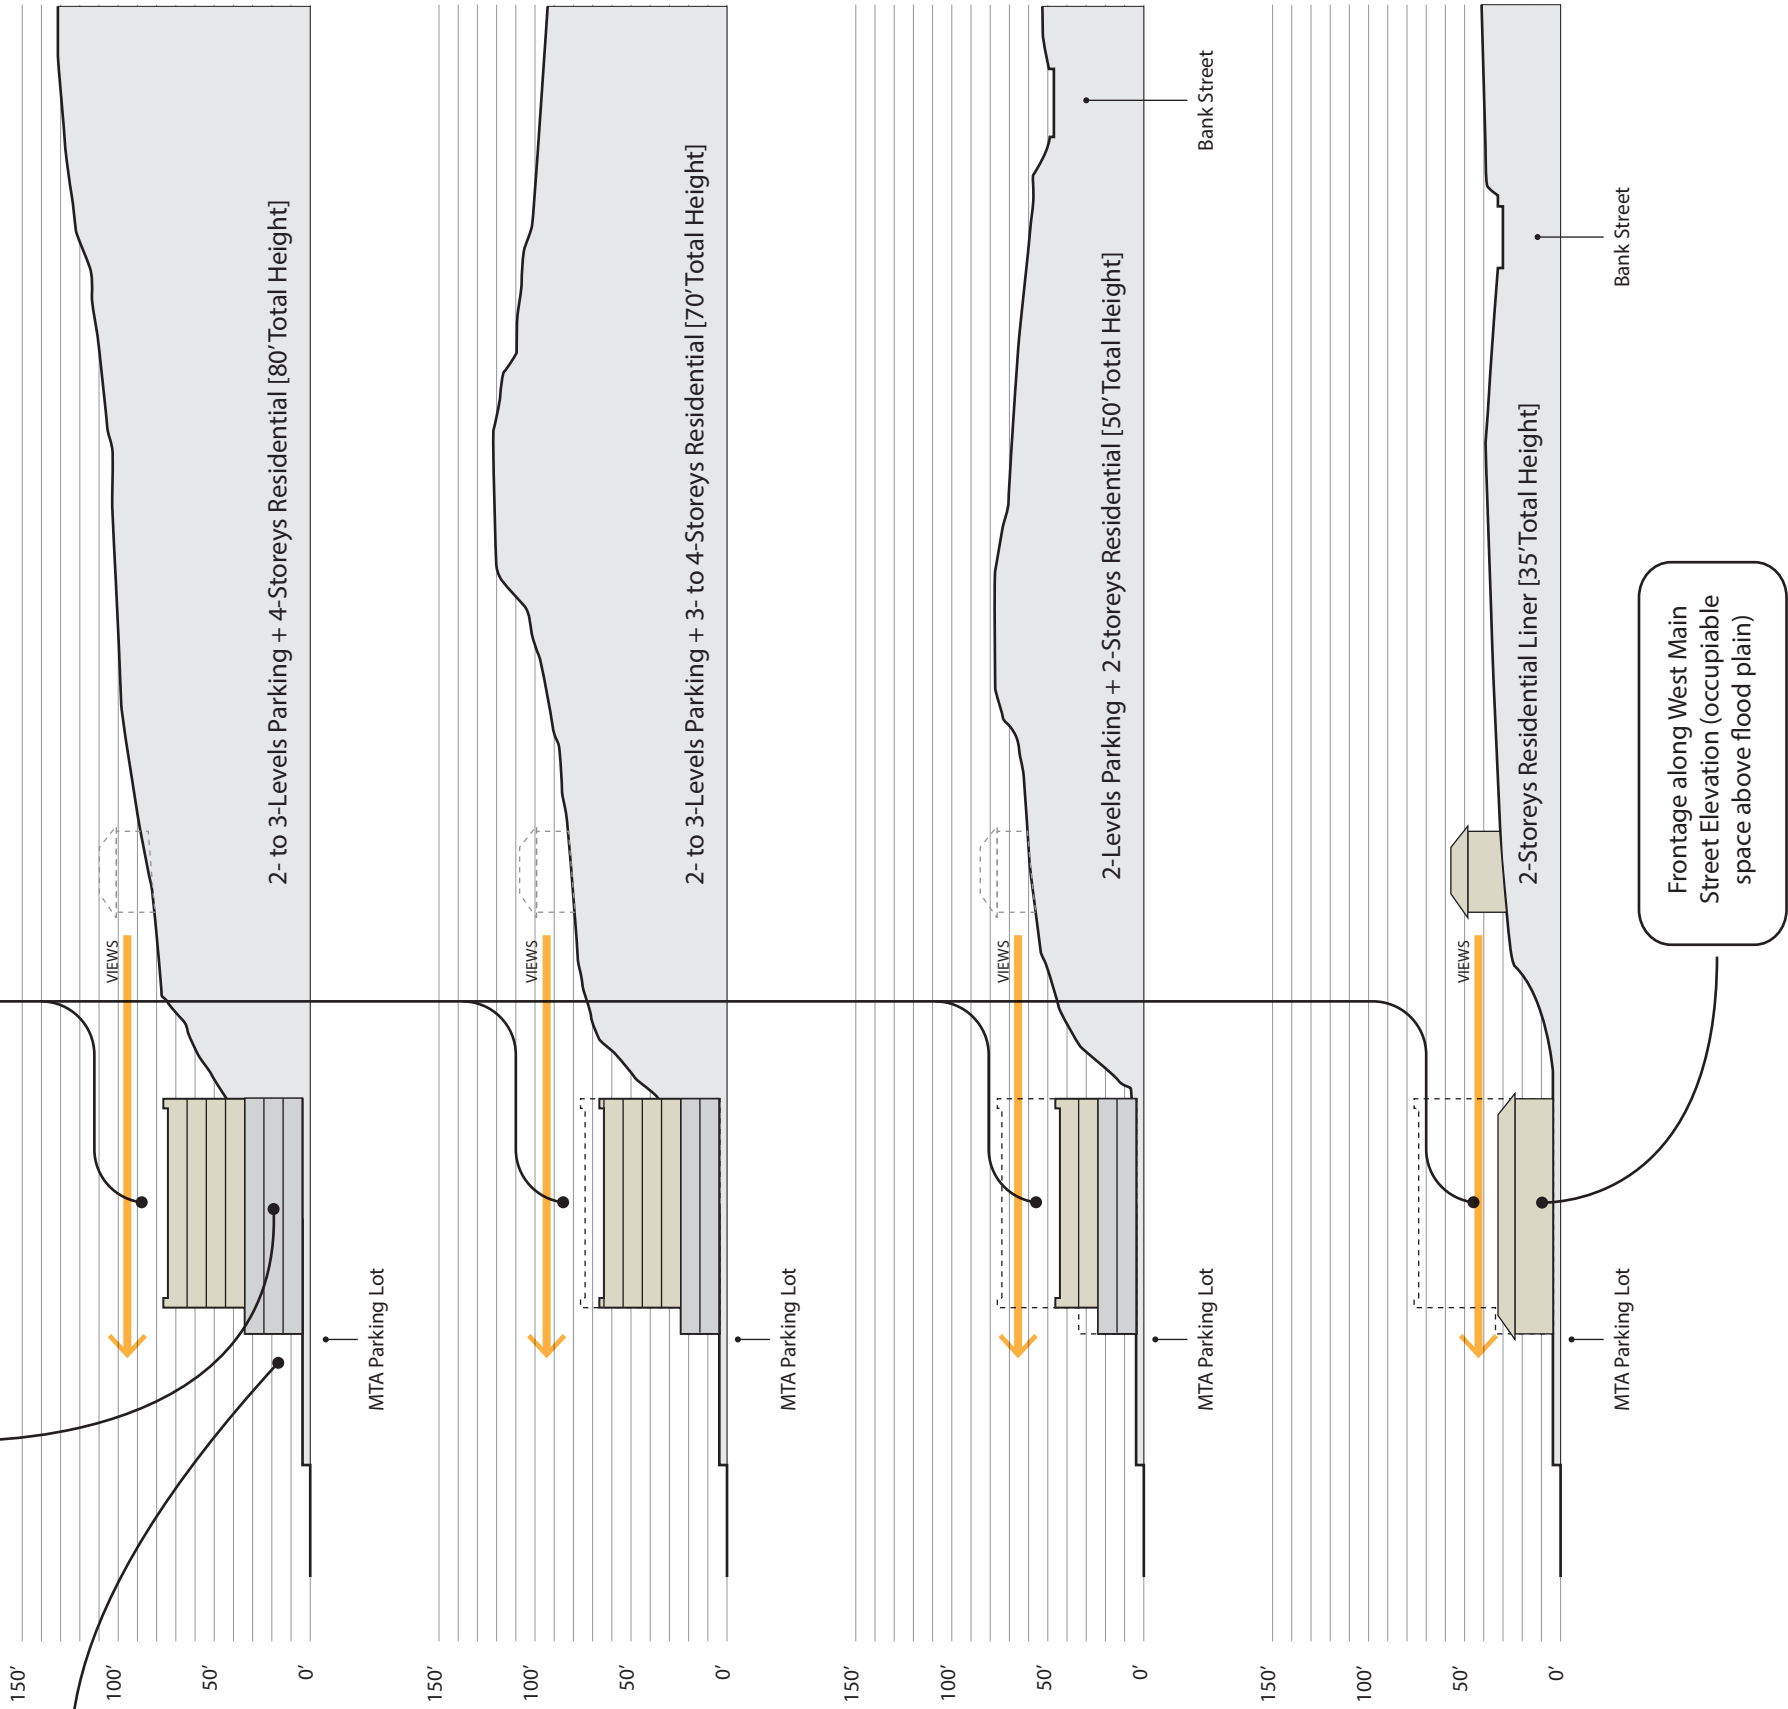 150'
100'
50'
0'
VIEWS
2- to 3-Levels Parking + 4-Storeys Residential [80' Total Height]
MTA Parking Lot
150'
100'
50'
0'
VIEWS
2- to 3-Levels Parking + 3- to 4-Storeys Residential [70' Total Height]
MTA Parking Lot
150'
100'
50'
0'
VIEWS
2-Levels Parking + 2-Storeys Residential [50' Total Height]
MTA Parking Lot
Bank Street
150'
100'
50'
0'
VIEWS
2-Storeys Residential Liner [35' Total Height]
MTA Parking Lot
Bank Street
Frontage along West Main
Street Elevation (occupiable
space above flood plain)